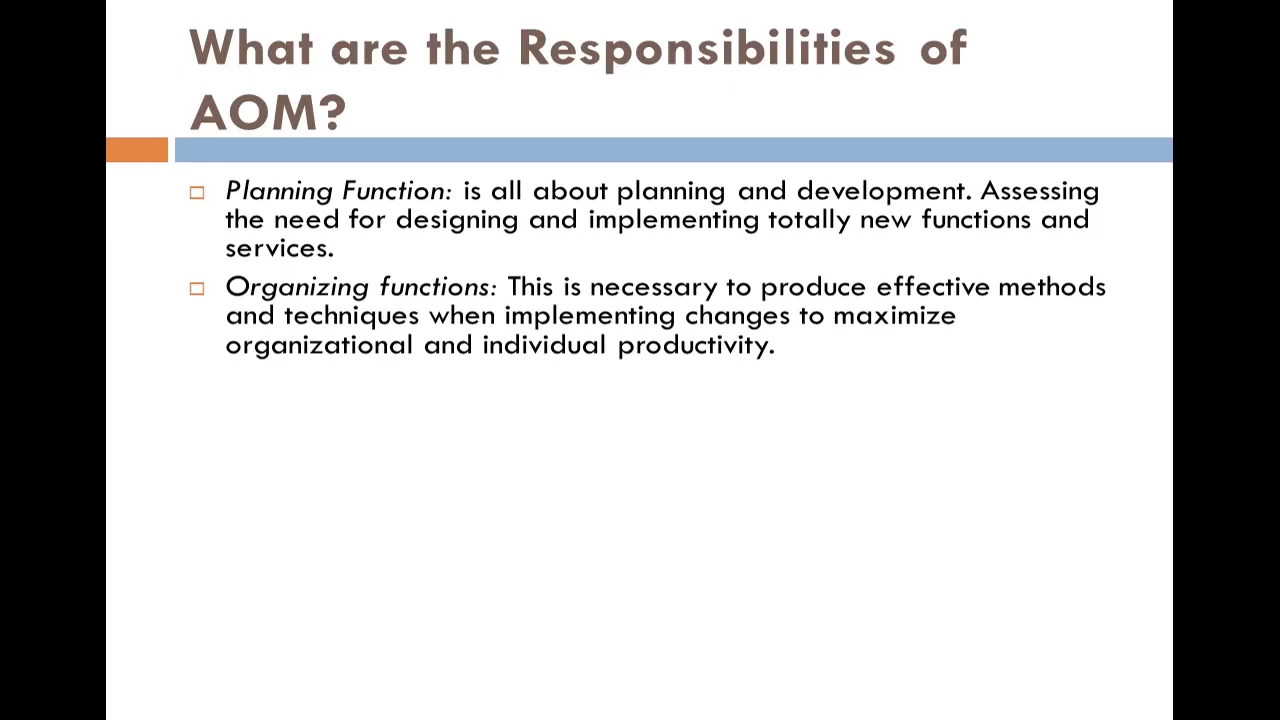 What are the Responsibilities of
AOM?
Planning Function: is all about planning and development. Assessing
the need for designing and implementing totally new functions and
services.
Organizing functions: This is necessary to produce effective methods
and techniques when implementing changes to maximize
organizational and individual productivity.